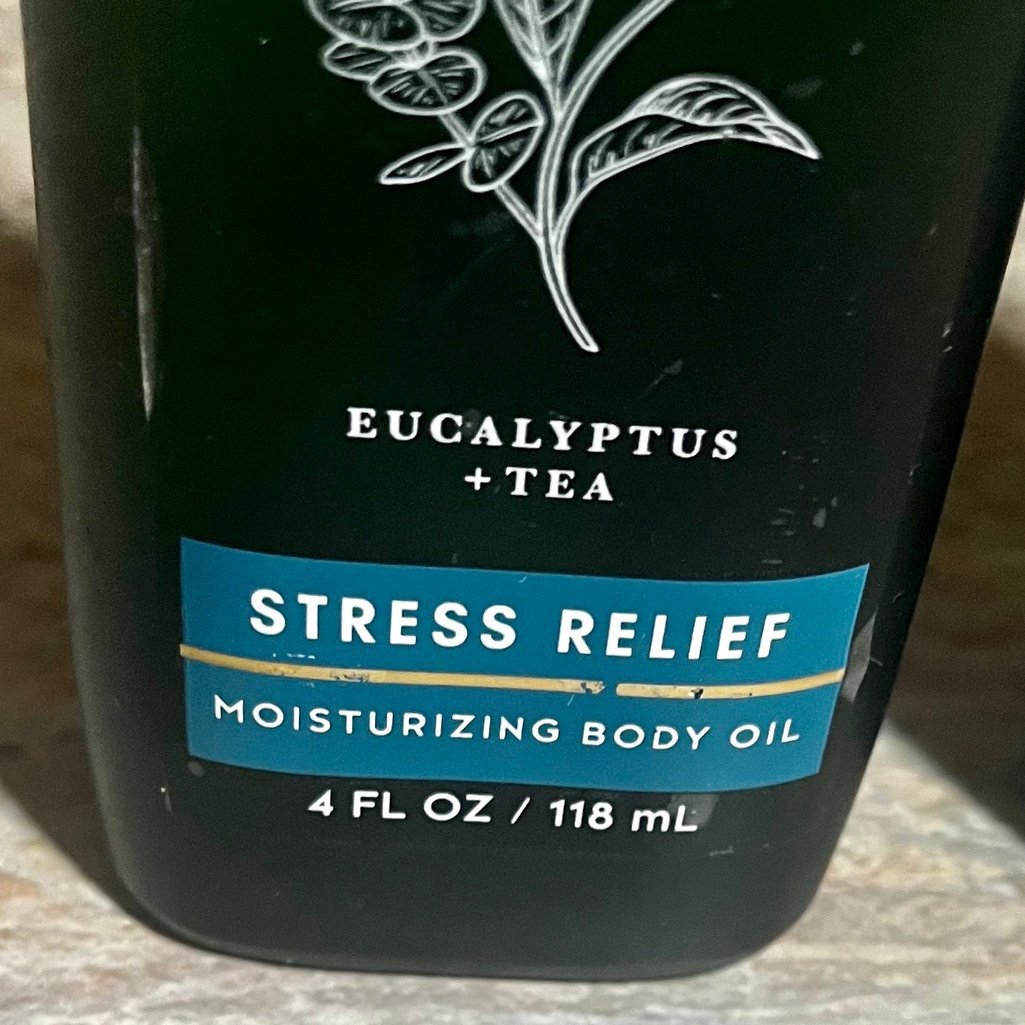 EUCALYPTUS
+ TEA
STRESS RELIEF
MOISTURIZING BODY OIL
4 FL OZ / 118 mL